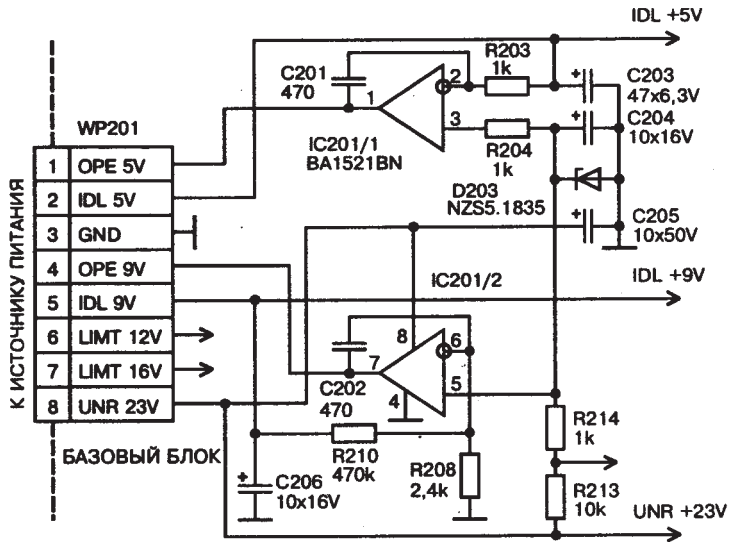 IDL +5V
C201
470
R203
1k
2
1
3
C203
47x6,3V
C204
10x16V
IC201/1
BA1521BN
R204
1k
D203
NZS5.1835
C205
10x50V
WP201
1 OPE 5V
2 IDL 5V
3 GND
4 OPE 9V
5 IDL 9V
6 LIMT 12V
7 LIMT 16V
8 UNR 23V
К ИСТОЧНИКУ ПИТАНИЯ
БАЗОВЫЙ БЛОК
IC201/2
IDL +9V
8
6
7
5
4
C202
470
R210
470k
R208
2,4k
C206
10x16V
R214
1k
R213
10k
UNR +23V
+
+
+
+